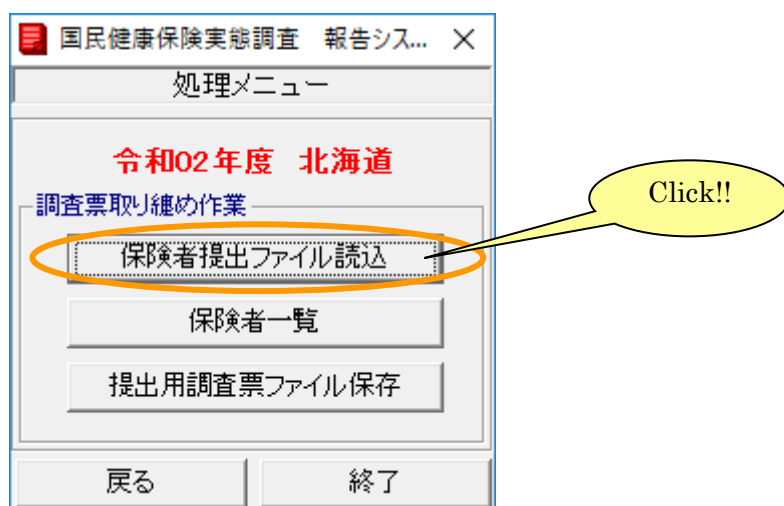 国民健康保険実態調査 報告シス...
処理メニュー
令和02年度 北海道
調査票取り纏め作業
保険者提出ファイル読込
Click!!
保険者一覧
提出用調査票ファイル保存
戻る
終了